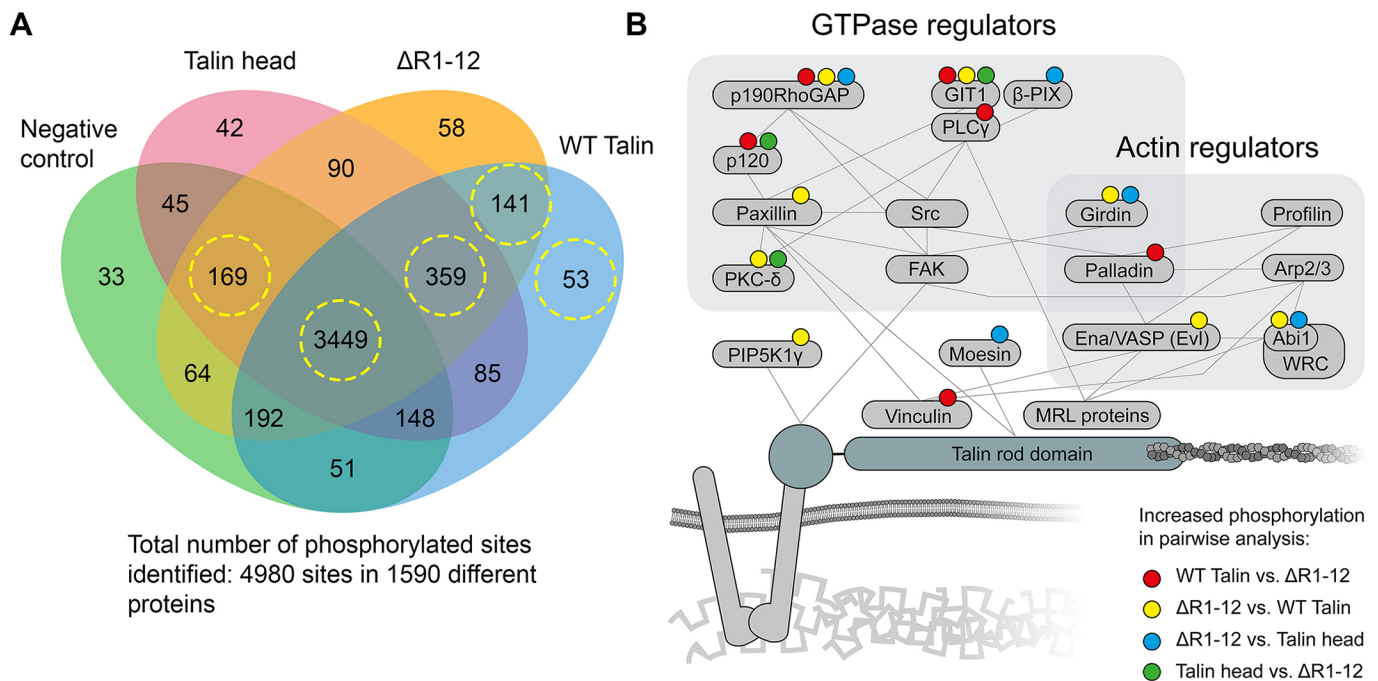 A
Talin head
ΔR1-12
Negative
control
WT Talin
42
58
90
45
141
33
169
359
53
3449
64
85
192
148
51
Total number of phosphorylated sites
identified: 4980 sites in 1590 different
proteins
B
GTPase regulators
p190RhoGAP
GIT1
β-PIX
PLCγ
p120
Actin regulators
Paxillin
Src
Girdin
Profilin
PKC-δ
FAK
Palladin
Arp2/3
PIP5K1γ
Moesin
Ena/VASP (Evl)
Abi1
WRC
Vinculin
MRL proteins
Talin rod domain
Increased phosphorylation
in pairwise analysis:
WT Talin vs. ΔR1-12
ΔR1-12 vs. WT Talin
ΔR1-12 vs. Talin head
Talin head vs. ΔR1-12